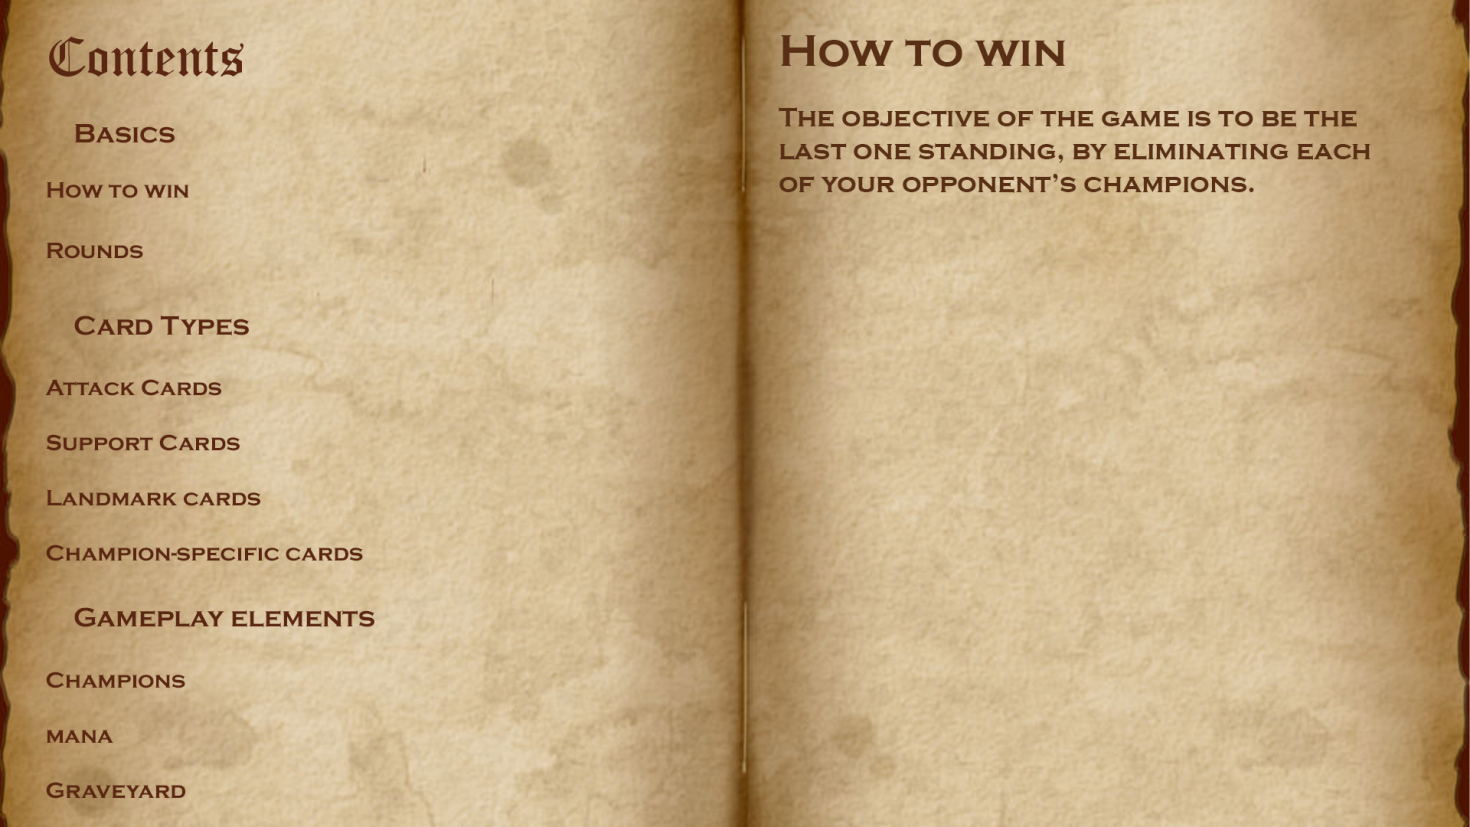 Contents
Basics
How to win
Rounds
Card Types
Attack Cards
Support Cards
Landmark cards
Champion-specific cards
Gameplay elements
Champions
mana
Graveyard
How to win
The objective of the game is to be the
last one standing, by eliminating each
of your opponent’s champions.